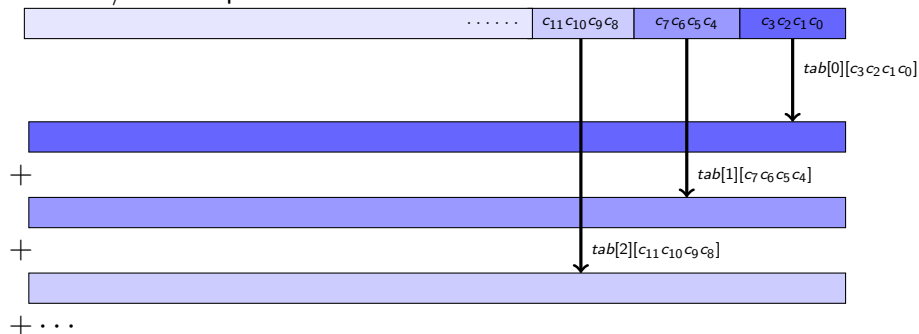 ······ c₁₁c₁₀c₉c₈ c₇c₆c₅c₄ c₃c₂c₁c₀
tab[0][c₃c₂c₁c₀]
+
tab[1][c₇c₆c₅c₄]
+
tab[2][c₁₁c₁₀c₉c₈]
+ ···